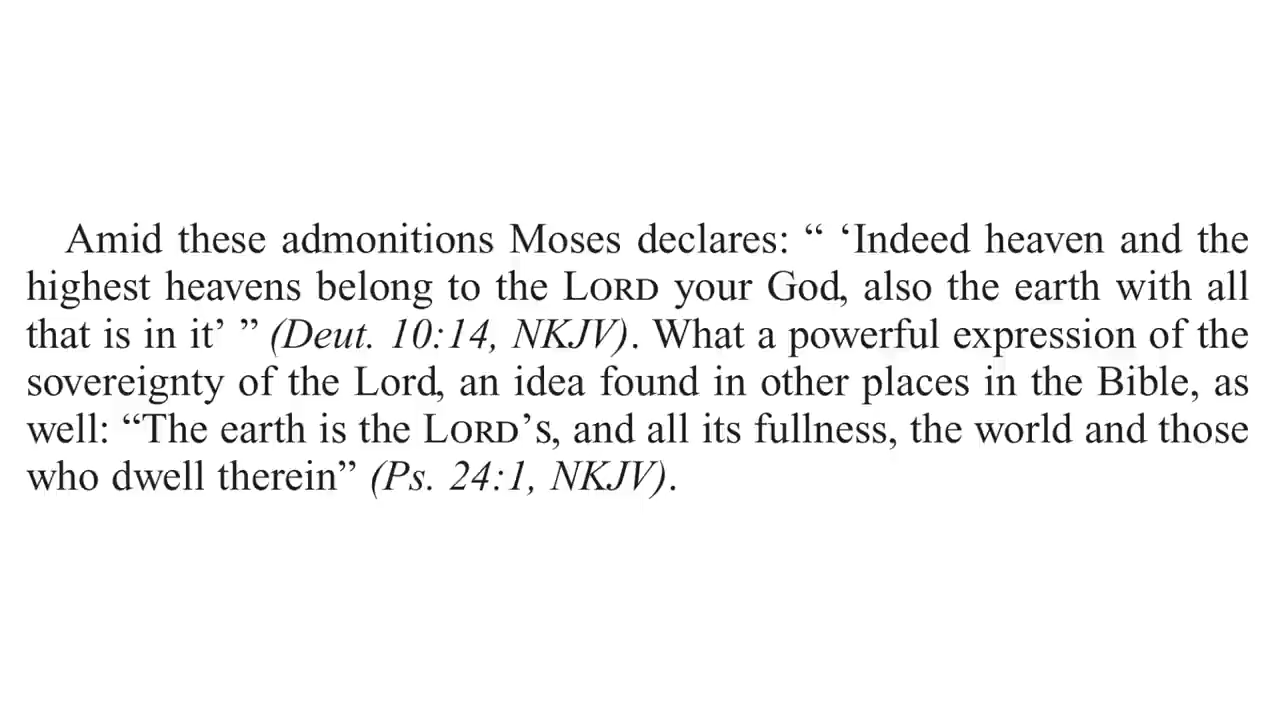 Amid these admonitions Moses declares: “ ‘Indeed heaven and the
highest heavens belong to the LORD your God, also the earth with all
that is in it’ ” (Deut. 10:14, NKJV). What a powerful expression of the
sovereignty of the Lord, an idea found in other places in the Bible, as
well: “The earth is the LORD’S, and all its fullness, the world and those
who dwell therein” (Ps. 24:1, NKJV).